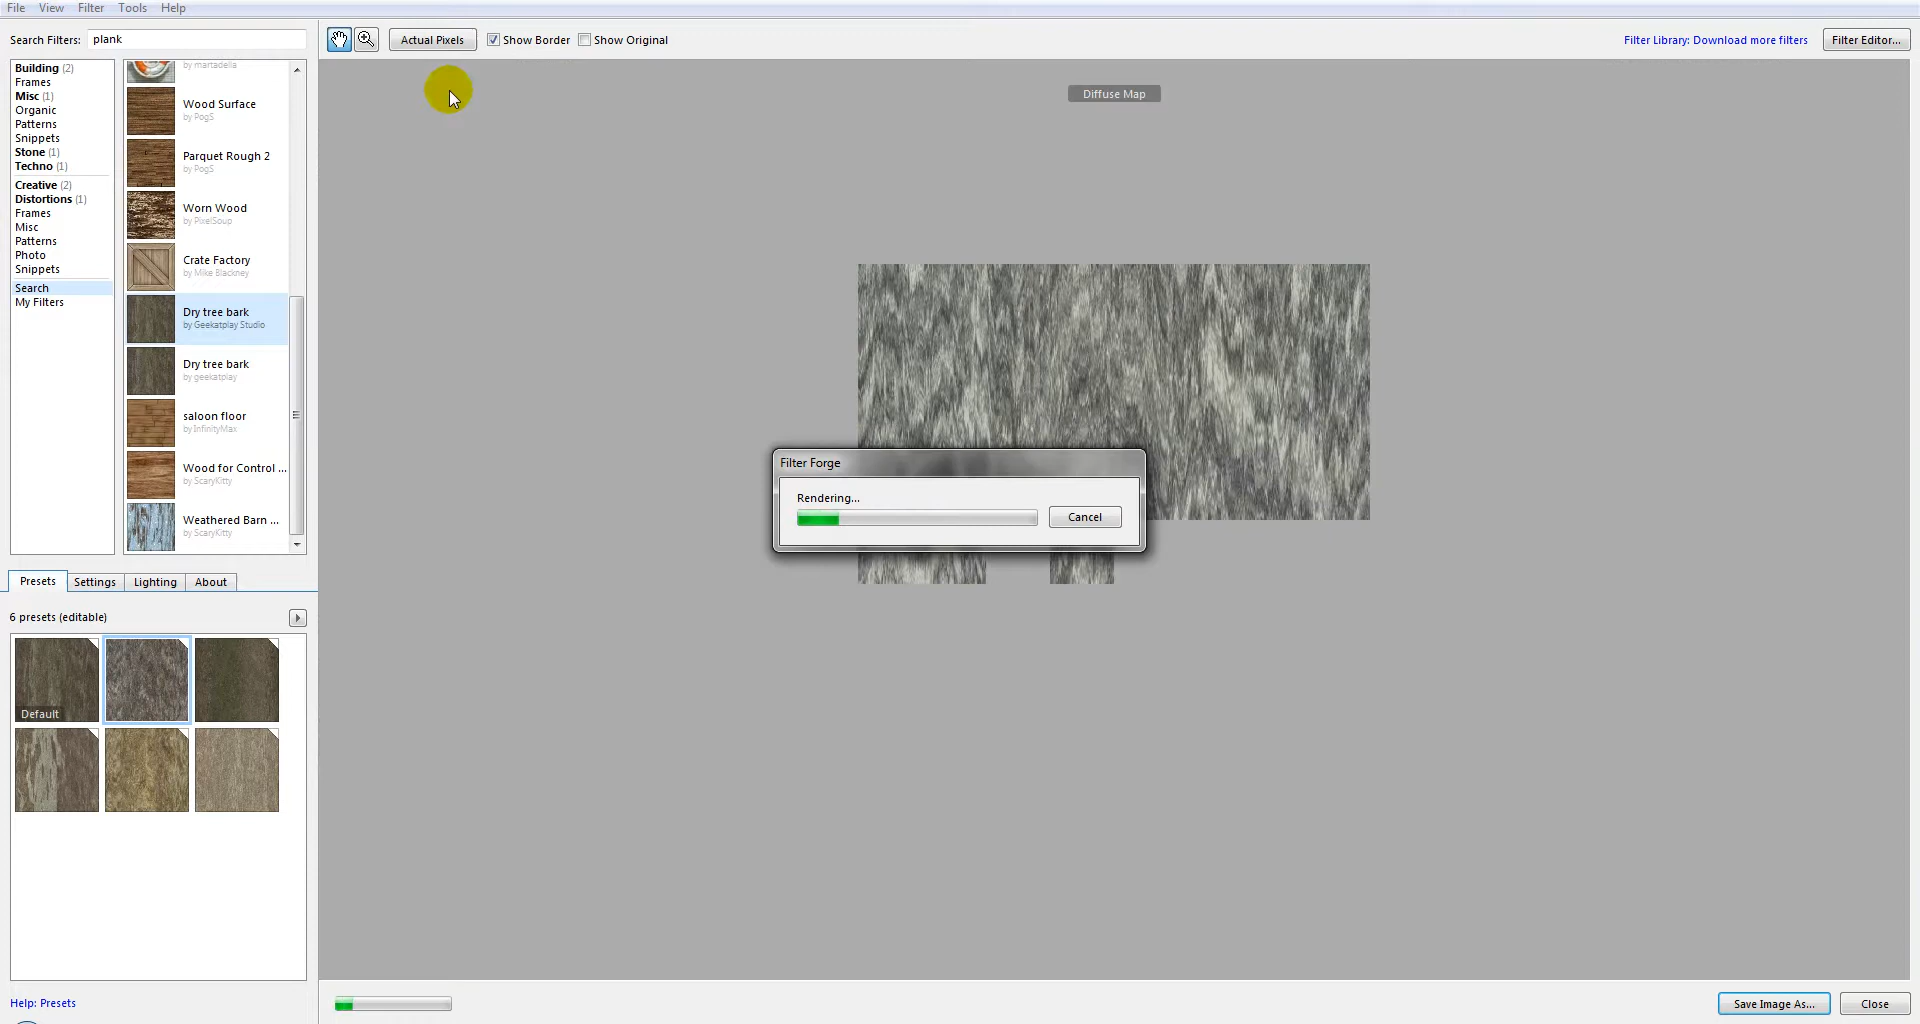 File View Filter Tools Help
Search Filters: plank
Actual Pixels Show Border Show Original
Filter Library: Download more filters Filter Editor...
Building (2)
Frames
Misc (1)
Organic
Patterns
Snippets
Stone (1)
Techno (1)
Creative (2)
Distortions (1)
Frames
Misc
Patterns
Photo
Snippets
Search
My Filters
by martadella
Wood Surface
by PogS
Parquet Rough 2
by PogS
Worn Wood
by PixelSoup
Crate Factory
by Mike Blackney
Dry tree bark
by Geekatplay Studio
Dry tree bark
by geekatplay
saloon floor
by InfinityMax
Wood for Control ...
by ScaryKitty
Weathered Barn ...
by ScaryKitty
Diffuse Map
Filter Forge
Rendering...
Cancel
Presets Settings Lighting About
6 presets (editable)
Default
Help: Presets
Save Image As... Close